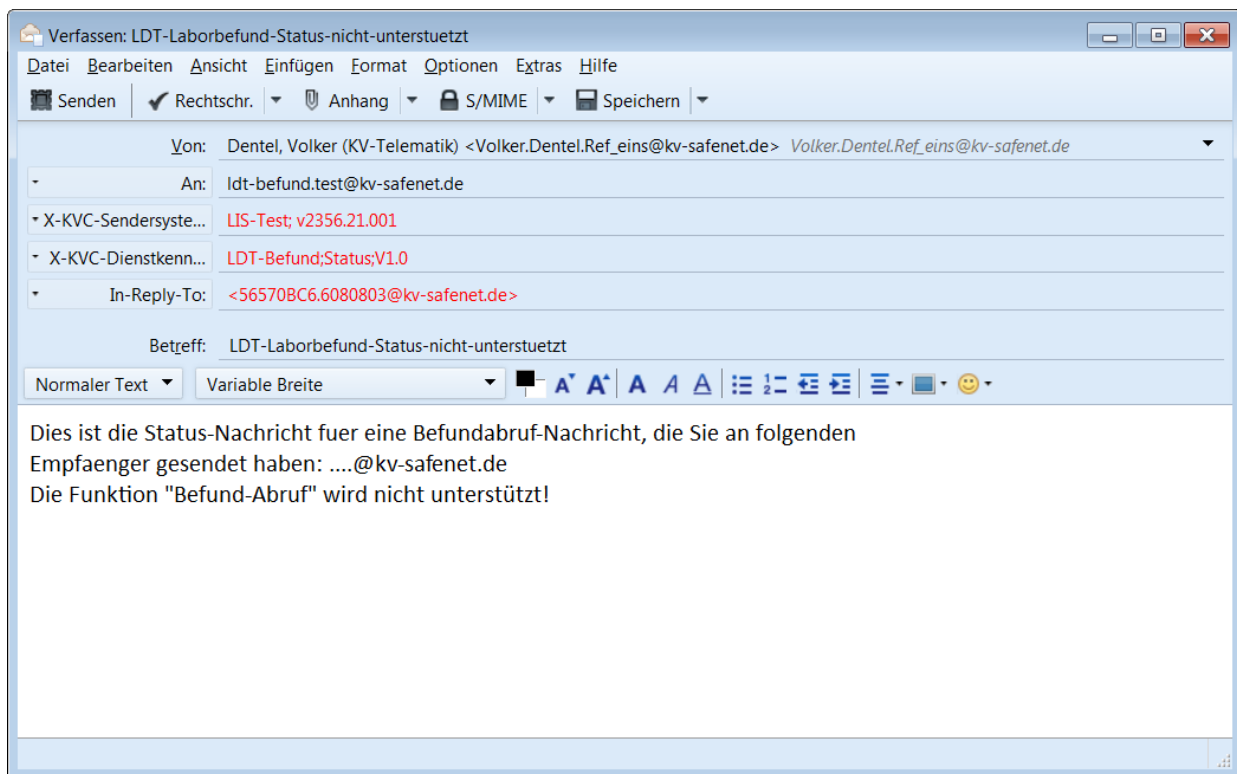 Verfassen: LDT-Laborbefund-Status-nicht-unterstuetzt
Datei Bearbeiten Ansicht Einfügen Format Optionen Extras Hilfe
Senden Rechtschr. Anhang S/MIME Speichern
Von: Dentel, Volker (KV-Telematik) <Volker.Dentel.Ref_eins@kv-safenet.de> Volker.Dentel.Ref_eins@kv-safenet.de
An: ldt-befund.test@kv-safenet.de
X-KVC-Sendersyste... LIS-Test; v2356.21.001
X-KVC-Dienstkenn... LDT-Befund;Status;V1.0
In-Reply-To: <56570BC6.6080803@kv-safenet.de>
Betreff: LDT-Laborbefund-Status-nicht-unterstuetzt
Normaler Text Variable Breite
Dies ist die Status-Nachricht fuer eine Befundabruf-Nachricht, die Sie an folgenden
Empfaenger gesendet haben: ....@kv-safenet.de
Die Funktion "Befund-Abruf" wird nicht unterstützt!